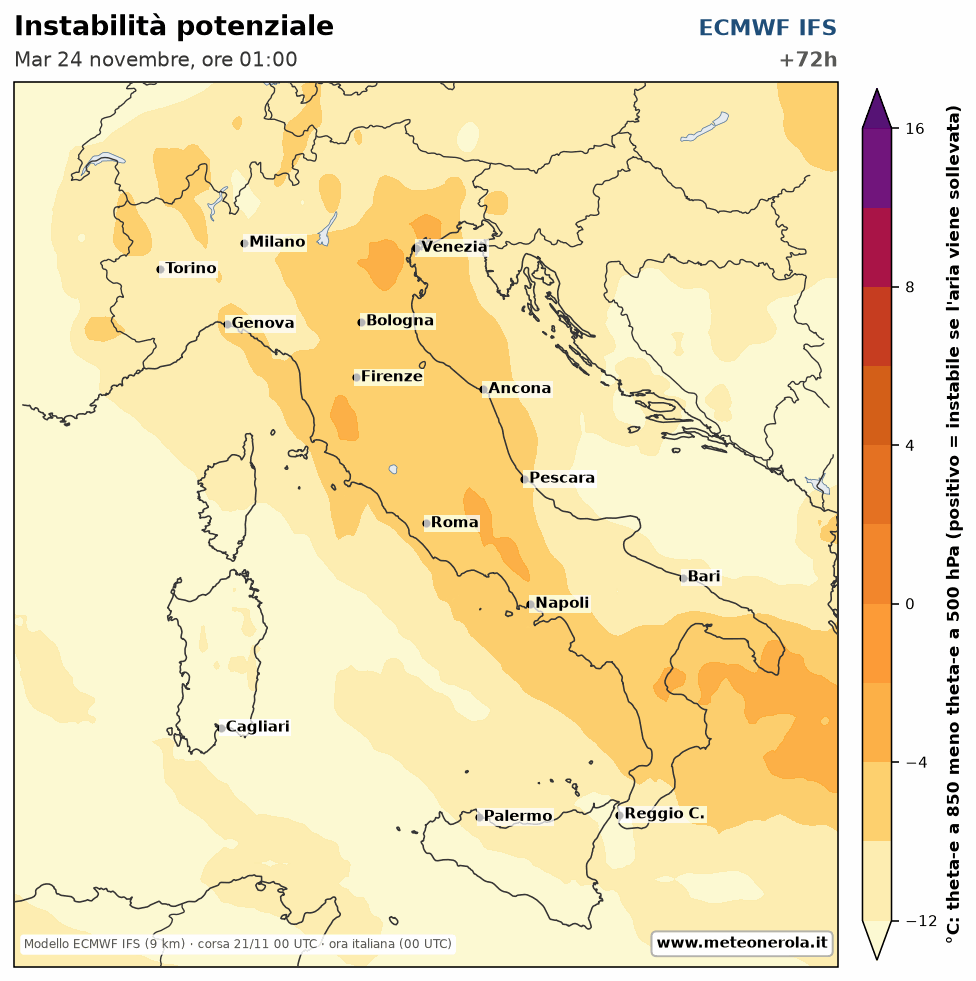 Instabilità potenziale
ECMWF IFS
Mar 24 novembre, ore 01:00
+72h
Milano
Venezia
Torino
Genova
Bologna
Firenze
Ancona
Pescara
Roma
Bari
Napoli
Cagliari
Palermo
Reggio C.
16
8
4
0
−4
−12
°C: theta-e a 850 meno theta-e a 500 hPa (positivo = instabile se l'aria viene sollevata)
Modello ECMWF IFS (9 km) · corsa 21/11 00 UTC · ora italiana (00 UTC)
www.meteonerola.it